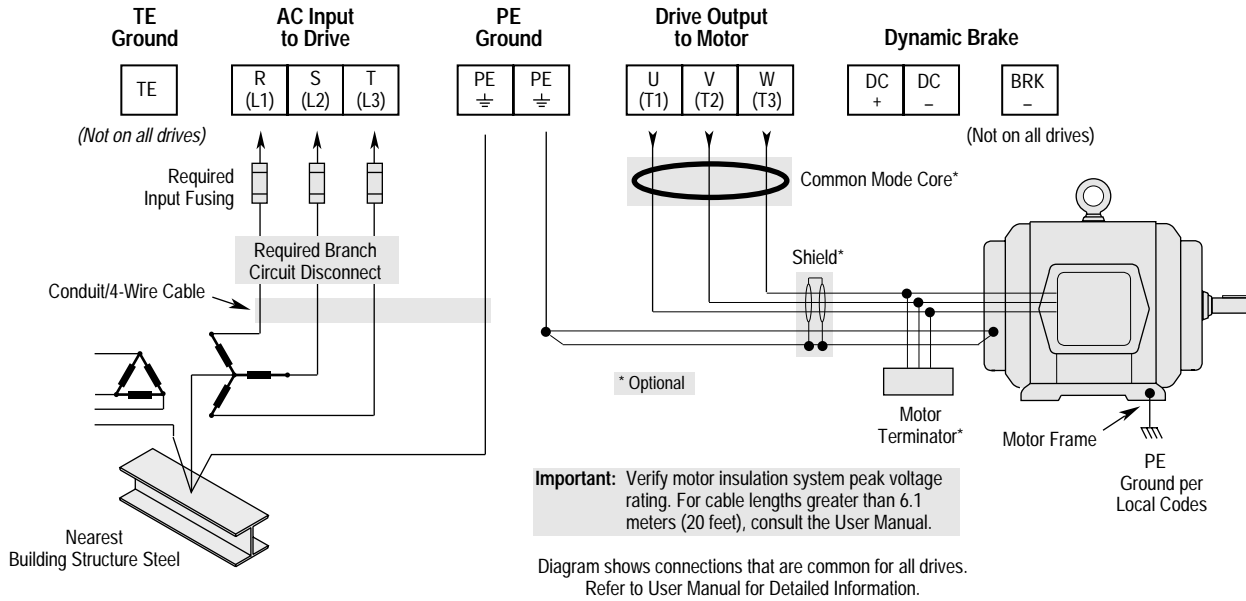 TE
Ground
AC Input
to Drive
PE
Ground
Drive Output
to Motor
Dynamic Brake
TE
R
(L1)
S
(L2)
T
(L3)
PE
PE
U
(T1)
V
(T2)
W
(T3)
DC
+
DC
–
BRK
–
(Not on all drives)
(Not on all drives)
Required
Input Fusing
Common Mode Core*
Required Branch
Circuit Disconnect
Shield*
Conduit/4-Wire Cable
* Optional
Motor
Terminator*
Motor Frame
PE
Ground per
Local Codes
Important: Verify motor insulation system peak voltage
rating. For cable lengths greater than 6.1
meters (20 feet), consult the User Manual.
Nearest
Building Structure Steel
Diagram shows connections that are common for all drives.
Refer to User Manual for Detailed Information.